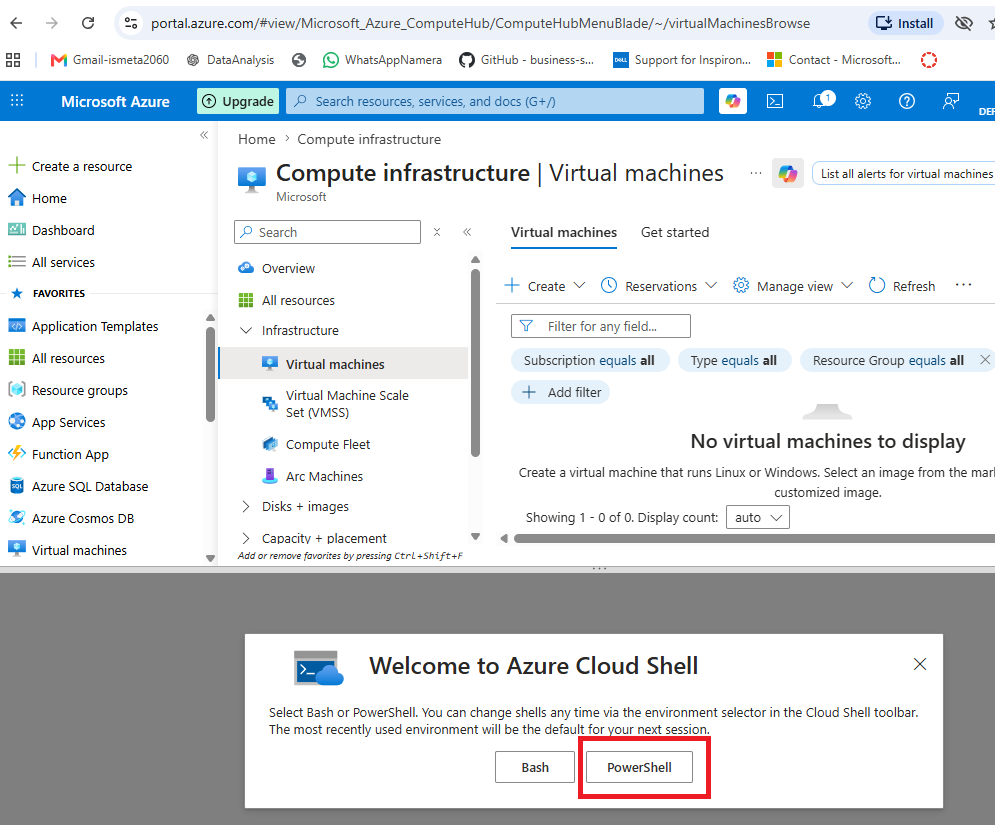 portal.azure.com/#view/Microsoft_Azure_ComputeHub/ComputeHubMenuBlade/~/virtualMachinesBrowse
Install
Gmail-ismeta2060
DataAnalysis
WhatsAppNamera
GitHub - business-s...
DELL
Support for Inspiron...
Contact - Microsoft...
Microsoft Azure
Upgrade
Search resources, services, and docs (G+/)
1
DEF
Create a resource
Home
Dashboard
All services
FAVORITES
Application Templates
All resources
Resource groups
App Services
Function App
Azure SQL Database
Azure Cosmos DB
Virtual machines
Home > Compute infrastructure
Compute infrastructure | Virtual machines
...
List all alerts for virtual machines
Microsoft
Search
Overview
All resources
Infrastructure
Virtual machines
Virtual Machine Scale
Set (VMSS)
Compute Fleet
Arc Machines
Disks + images
Capacity + placement
Add or remove favorites by pressing Ctrl+Shift+F
Virtual machines
Get started
Create
Reservations
Manage view
Refresh
...
Filter for any field...
Subscription equals all
Type equals all
Resource Group equals all
Add filter
No virtual machines to display
Create a virtual machine that runs Linux or Windows. Select an image from the mar
customized image.
Showing 1 - 0 of 0. Display count:
auto
Welcome to Azure Cloud Shell
Select Bash or PowerShell. You can change shells any time via the environment selector in the Cloud Shell toolbar.
The most recently used environment will be the default for your next session.
Bash
PowerShell